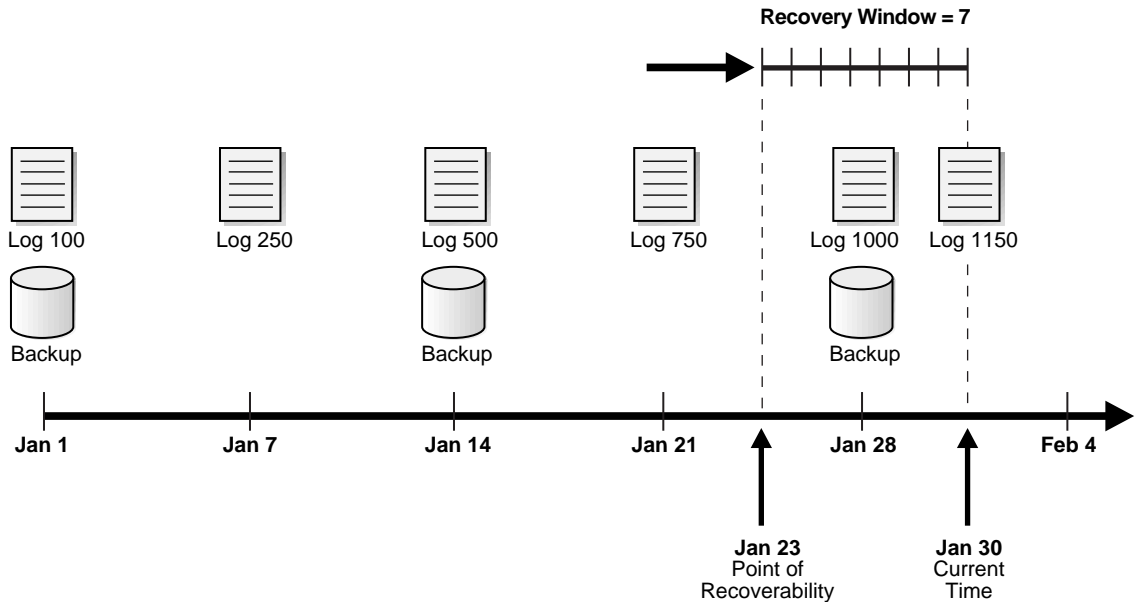 Recovery Window = 7
Log 100
Log 250
Log 500
Log 750
Log 1000
Log 1150
Backup
Backup
Backup
Jan 1
Jan 7
Jan 14
Jan 21
Jan 28
Feb 4
Jan 23
Point of
Recoverability
Jan 30
Current
Time